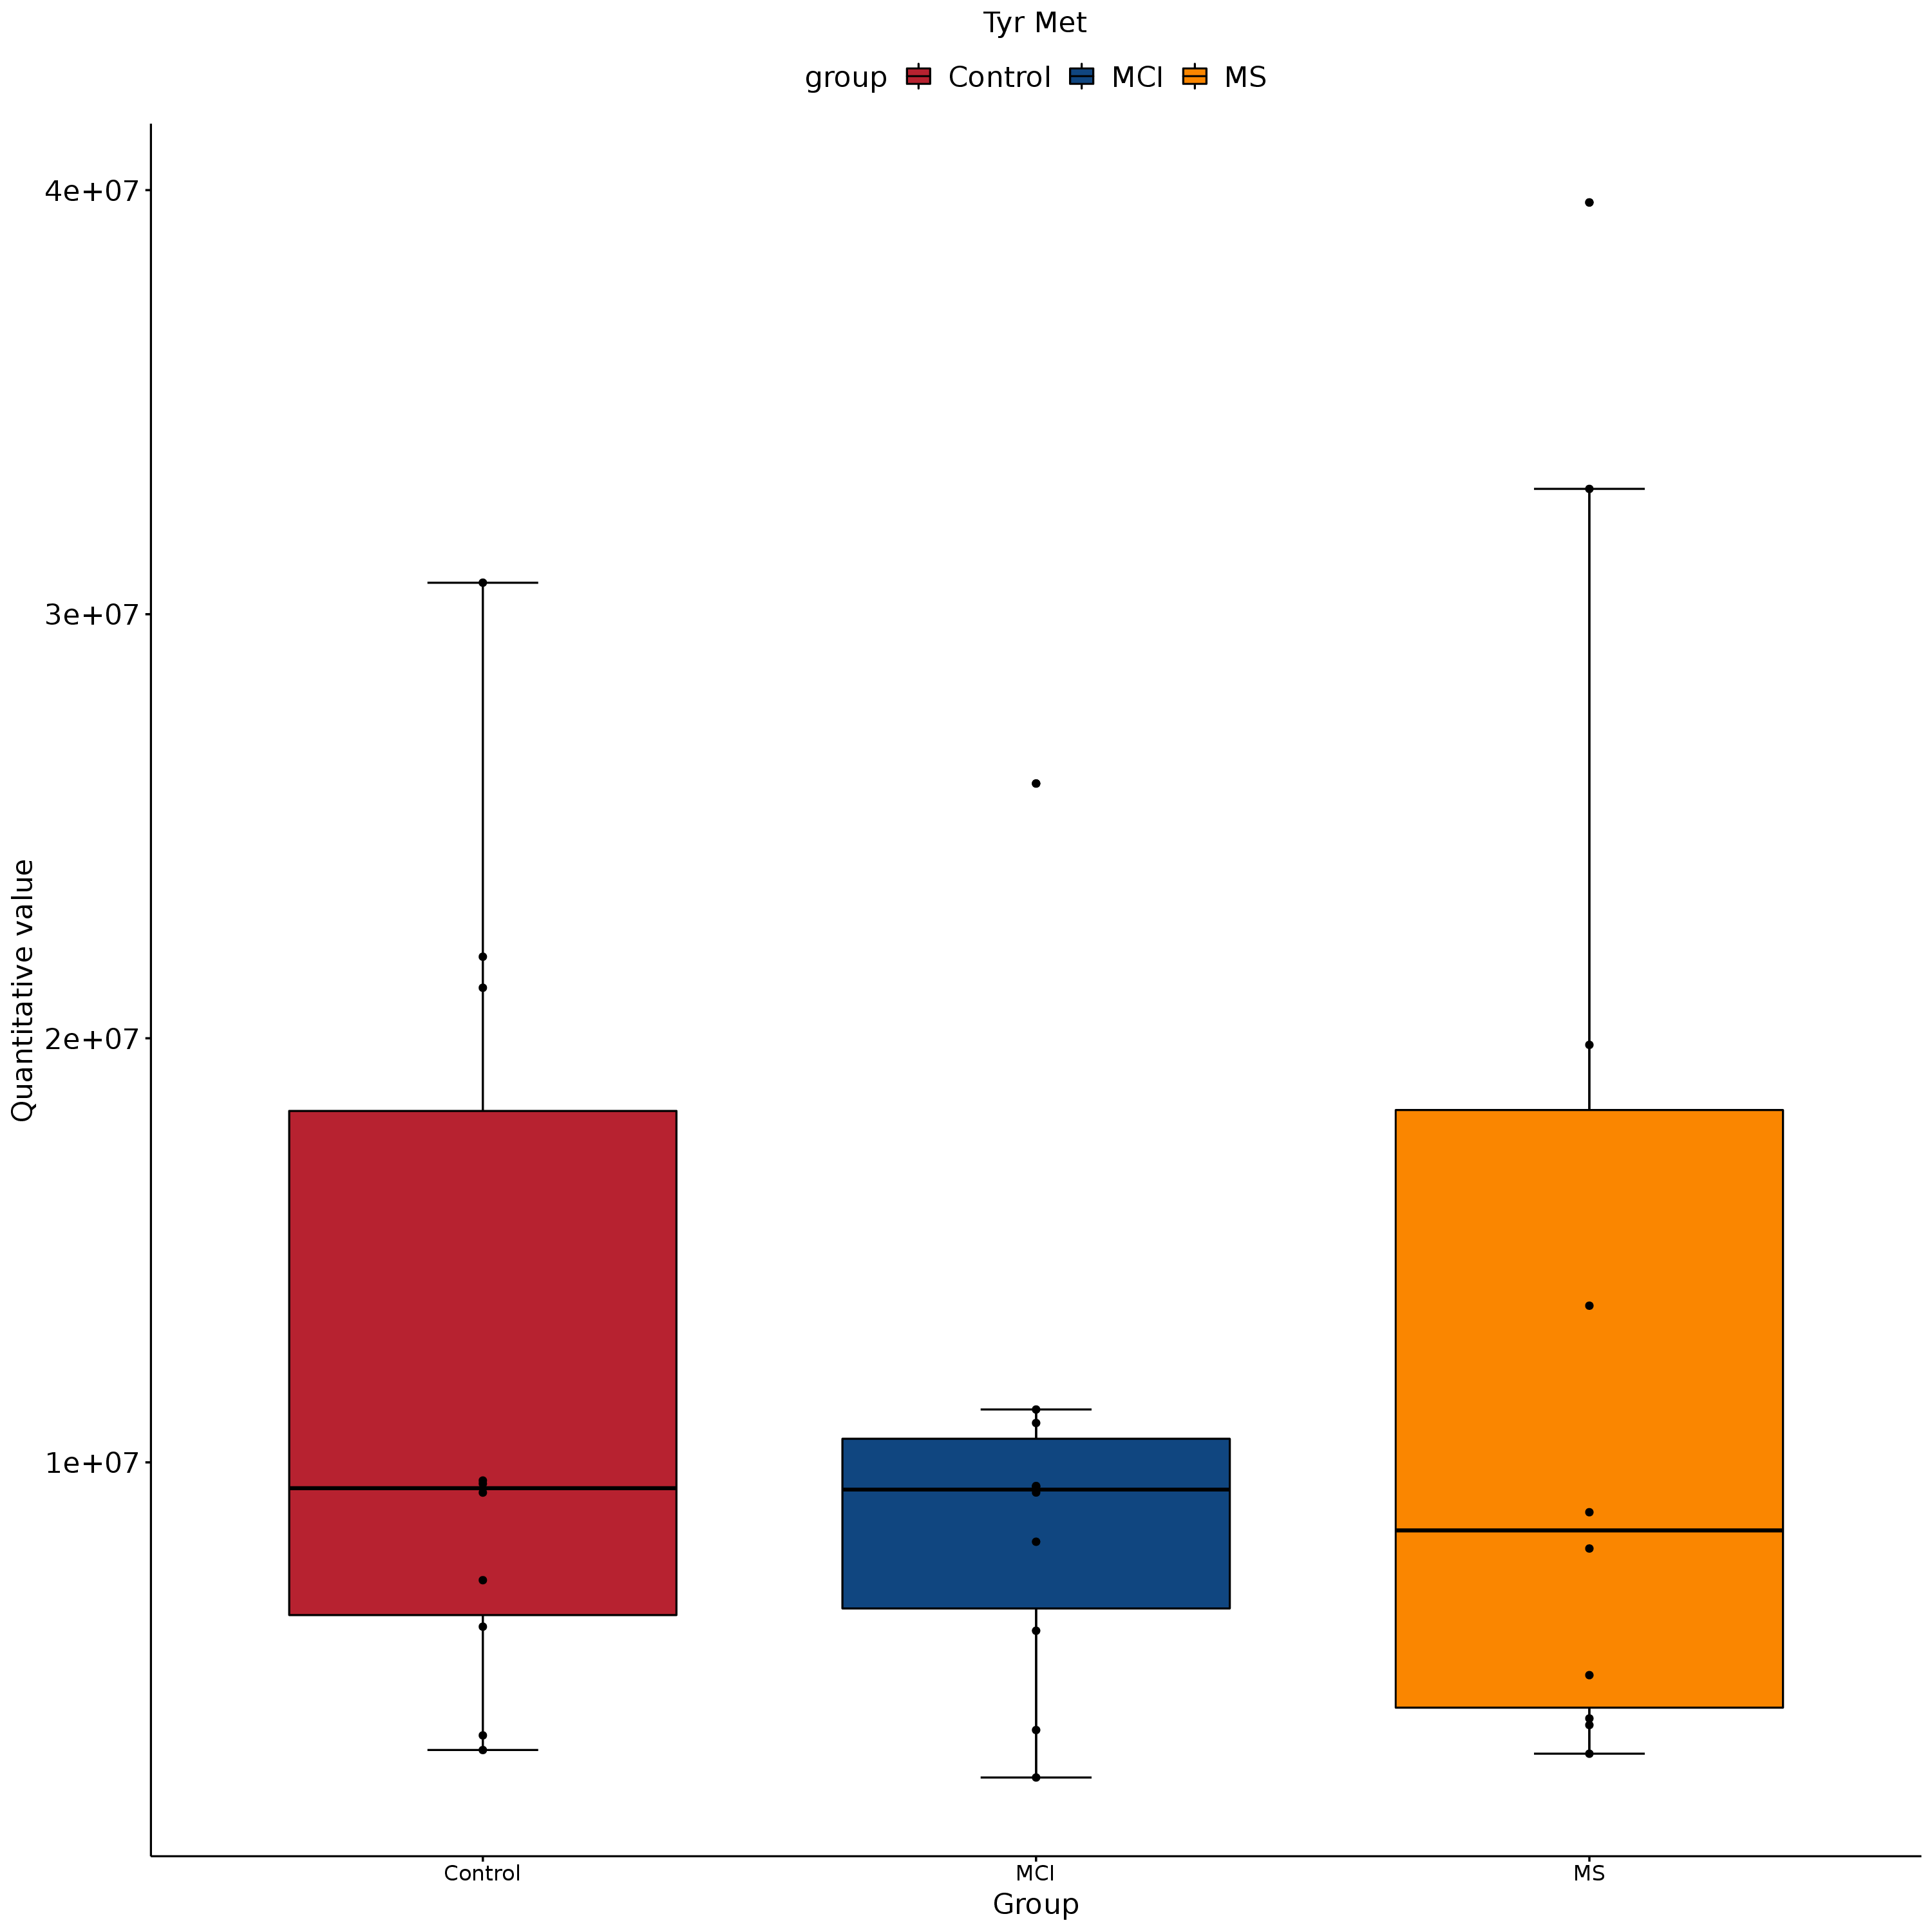 Tyr Met
group Control MCI MS
4e+07
3e+07
2e+07
1e+07
Quantitative value
Control MCI MS
Group